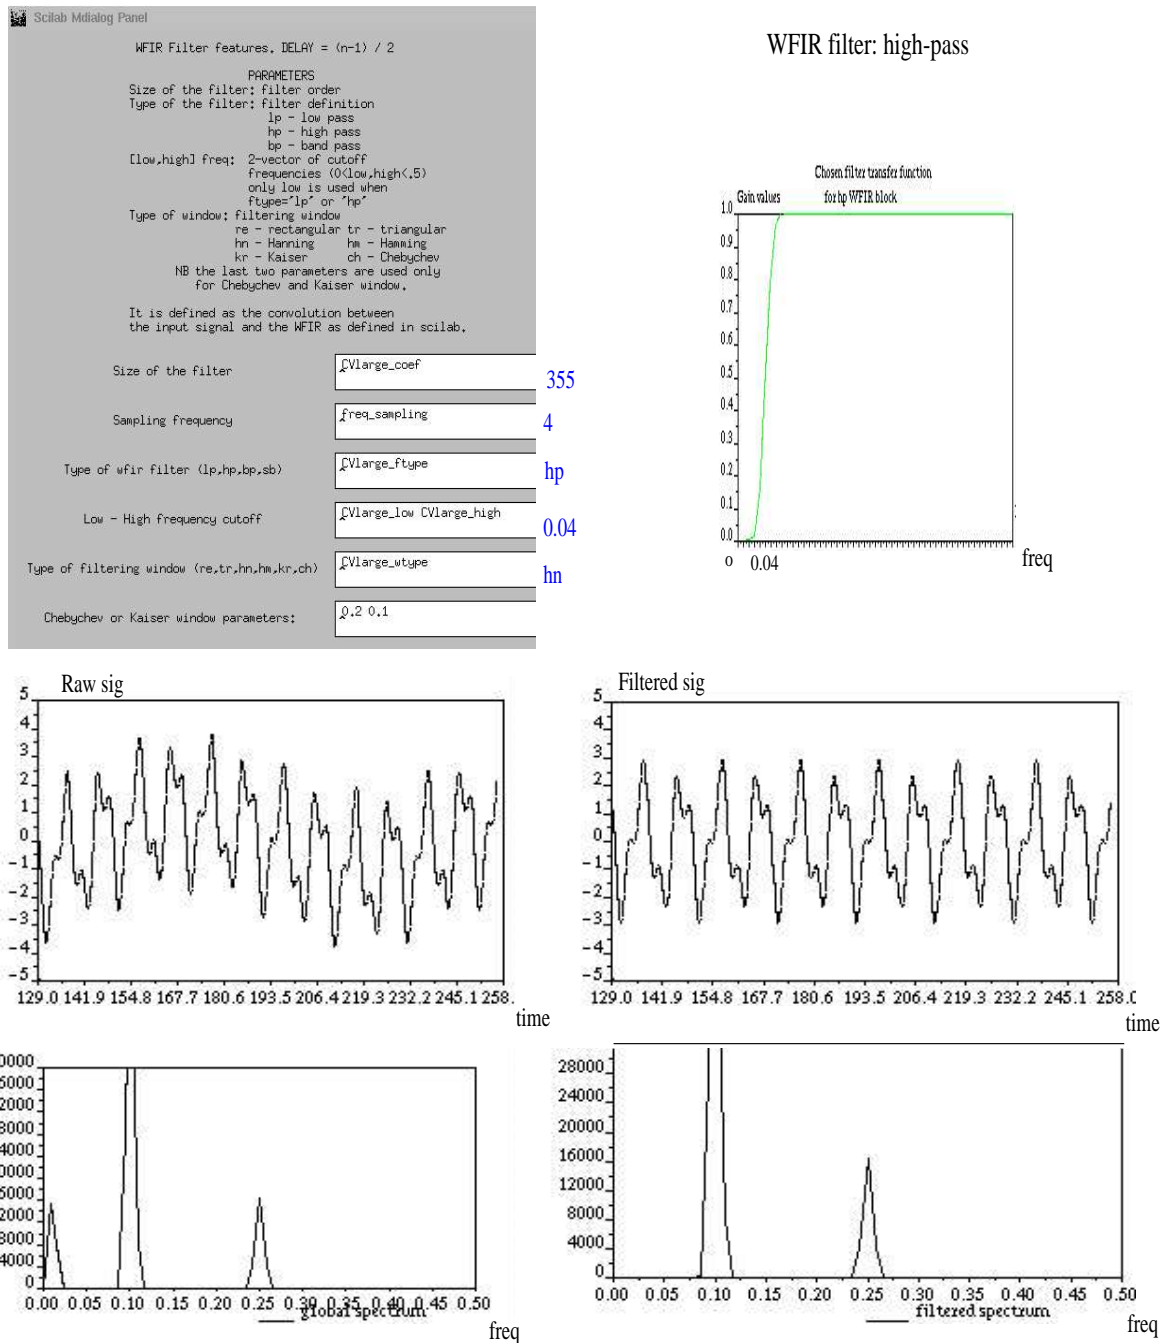 Scilab Mdialog Panel
WFIR Filter features. DELAY = (n-1) / 2
PARAMETERS
Size of the filter: filter order
Type of the filter: filter definition
lp - low pass
hp - high pass
bp - band pass
[low,high] freq: 2-vector of cutoff
frequencies (0<low,high<.5)
only low is used when
ftype="lp" or "hp"
Type of window: filtering window
re - rectangular tr - triangular
hn - Hanning hm - Hamming
kr - Kaiser ch - Chebychev
NB the last two parameters are used only
for Chebychev and Kaiser window.
It is defined as the convolution between
the input signal and the WFIR as defined in scilab.
Size of the filter CVlarge_coef 355
Sampling frequency freq_sampling 4
Type of wfir filter (lp,hp,bp,sb) CVlarge_ftype hp
Low - High frequency cutoff CVlarge_low CVlarge_high 0.04
Type of filtering window (re,tr,hn,hm,kr,ch) CVlarge_wtype hn
Chebychev or Kaiser window parameters: 0.2 0.1
WFIR filter: high-pass
Chosen filter transfer function
Gain values for hp WFIR block
1.0
0.9
0.8
0.7
0.6
0.5
0.4
0.3
0.2
0.1
0.0
0 0.04 freq
Raw sig
5
4
3
2
1
0
-1
-2
-3
-4
-5
129.0 141.9 154.8 167.7 180.6 193.5 206.4 219.3 232.2 245.1 258.
time
Filtered sig
5
4
3
2
1
0
-1
-2
-3
-4
-5
129.0 141.9 154.8 167.7 180.6 193.5 206.4 219.3 232.2 245.1 258.0
time
0000
6000
2000
8000
4000
0000
6000
2000
8000
4000
0
0.00 0.05 0.10 0.15 0.20 0.25 0.30 0.35 0.40 0.45 0.50
global spectrum
freq
28000
24000
20000
16000
12000
8000
4000
0
0.00 0.05 0.10 0.15 0.20 0.25 0.30 0.35 0.40 0.45 0.50
filtered spectrum
freq